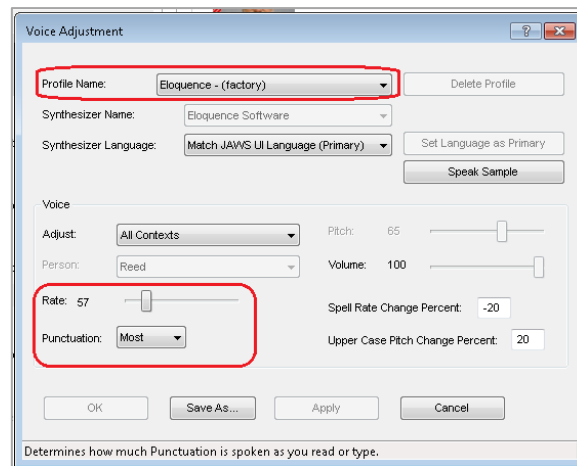 Voice Adjustment
Profile Name: Eloquence - (factory) Delete Profile
Synthesizer Name: Eloquence Software
Synthesizer Language: Match JAWS UI Language (Primary) Set Language as Primary
Speak Sample
Voice
Adjust: All Contexts Pitch: 65
Person: Reed Volume: 100
Rate: 57 Spell Rate Change Percent: -20
Punctuation: Most Upper Case Pitch Change Percent: 20
OK Save As... Apply Cancel
Determines how much Punctuation is spoken as you read or type.